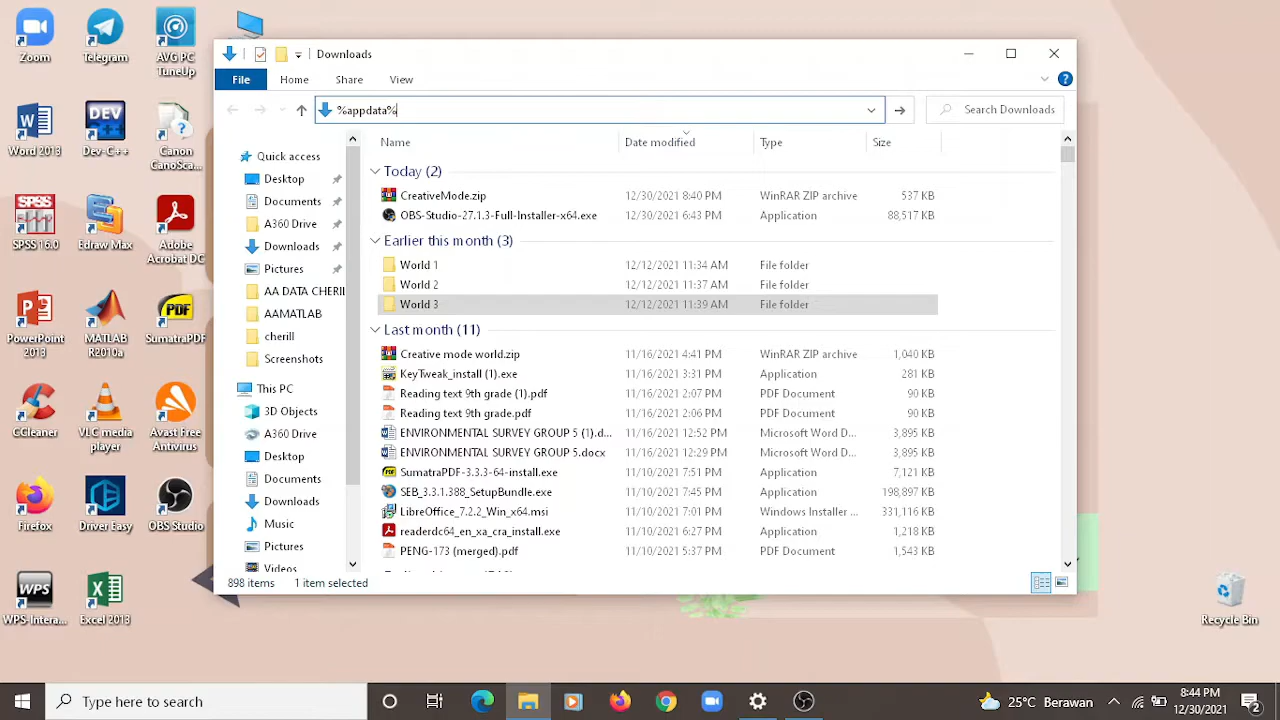 Zoom
Telegram
AVG PC
TuneUp
Word 2013
Dev-C++
Canon
CanoSca...
SPSS 16.0
Edraw Max
Adobe
Acrobat DC
PowerPoint
2013
MATLAB
R2010a
SumatraPDF
CCleaner
VLC media
player
Avast Free
Antivirus
Firefox
Driver Easy
OBS Studio
WPS-Intera...
Excel 2013
Recycle Bin
Downloads
File
Home
Share
View
%appdata%
Search Downloads
Quick access
Desktop
Documents
A360 Drive
Downloads
Pictures
AA DATA CHERIL
AAMATLAB
cherill
Screenshots
This PC
3D Objects
A360 Drive
Desktop
Documents
Downloads
Music
Pictures
Videos
Name Date modified Type Size
Today (2)
CreativeMode.zip 12/30/2021 8:40 PM WinRAR ZIP archive 537 KB
OBS-Studio-27.1.3-Full-Installer-x64.exe 12/30/2021 6:43 PM Application 88,517 KB
Earlier this month (3)
World 1 12/12/2021 11:34 AM File folder
World 2 12/12/2021 11:37 AM File folder
World 3 12/12/2021 11:39 AM File folder
Last month (11)
Creative mode world.zip 11/16/2021 4:41 PM WinRAR ZIP archive 1,040 KB
KeyTweak_install (1).exe 11/16/2021 3:31 PM Application 281 KB
Reading text 9th grade (1).pdf 11/16/2021 2:07 PM PDF Document 90 KB
Reading text 9th grade.pdf 11/16/2021 2:06 PM PDF Document 90 KB
ENVIRONMENTAL SURVEY GROUP 5 (1).d... 11/16/2021 12:52 PM Microsoft Word D... 3,895 KB
ENVIRONMENTAL SURVEY GROUP 5.docx 11/16/2021 12:29 PM Microsoft Word D... 3,895 KB
SumatraPDF-3.3.3-64-install.exe 11/10/2021 7:51 PM Application 7,121 KB
SEB_3.3.1.388_SetupBundle.exe 11/10/2021 7:45 PM Application 198,897 KB
LibreOffice_7.2.2_Win_x64.msi 11/10/2021 7:01 PM Windows Installer ... 331,116 KB
readerdc64_en_xa_cra_install.exe 11/10/2021 6:27 PM Application 1,218 KB
PENG-173 (merged).pdf 11/10/2021 5:37 PM PDF Document 1,543 KB
898 items 1 item selected
Type here to search
25°C Berawan
8:44 PM
12/30/2021
2